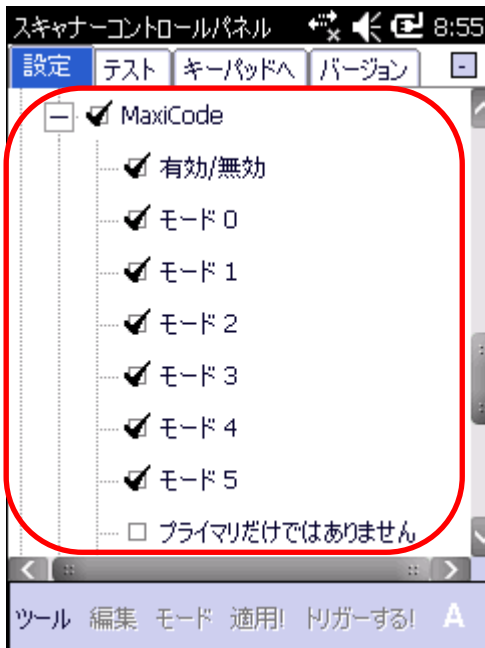 スキャナーコントロールパネル 8:55
設定 テスト キーパッドへ バージョン
MaxiCode
有効/無効
モード 0
モード 1
モード 2
モード 3
モード 4
モード 5
プライマリだけではありません
ツール 編集 モード 適用! トリガーする! A